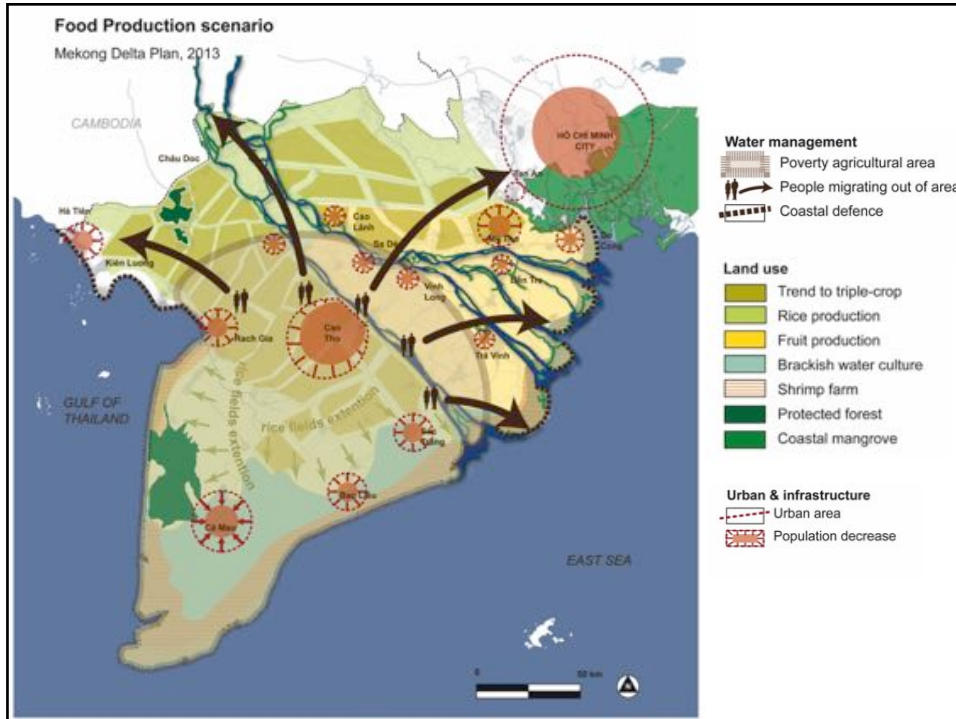 Food Production scenario
Mekong Delta Plan, 2013
CAMBODIA
HỒ CHÍ MINH
CITY
Châu Doc
Hà Tiên
Cao
Lãnh
Kiên Luong
Sa Déc
Cong
Vinh
Long
Bến Tre
Rach Gia
Can
Tho
Trà Vinh
GULF OF
THAILAND
rice fields extention
rice fields extention
Trang
Bac Liêu
Cà Mau
EAST SEA
0
50 km
Water management
Poverty agricultural area
People migrating out of area
Coastal defence
Land use
Trend to triple-crop
Rice production
Fruit production
Brackish water culture
Shrimp farm
Protected forest
Coastal mangrove
Urban & infrastructure
Urban area
Population decrease